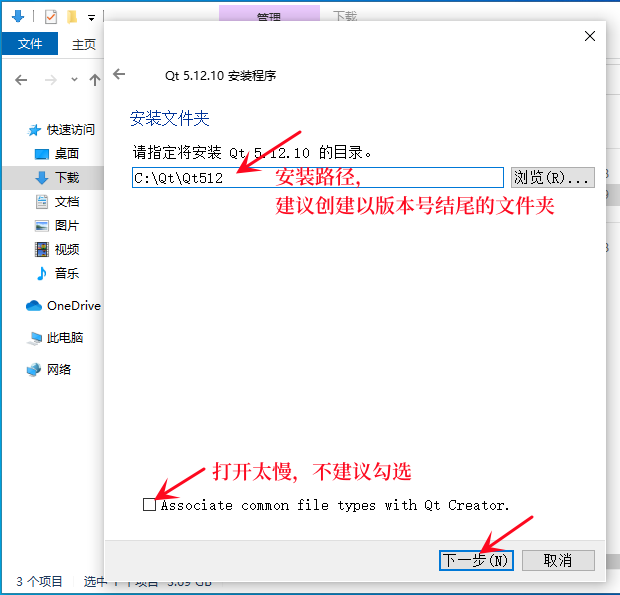 管理
下载
文件
主页
Qt 5.12.10 安装程序
安装文件夹
快速访问
请指定将安装 Qt 5.12.10 的目录。
桌面
C:\Qt\Qt512
浏览(R)...
下载
安装路径，
建议创建以版本号结尾的文件夹
文档
图片
视频
音乐
OneDrive
此电脑
网络
打开太慢，不建议勾选
Associate common file types with Qt Creator.
下一步(N)
取消
3 个项目
选中 1 个项目 3.69 GB